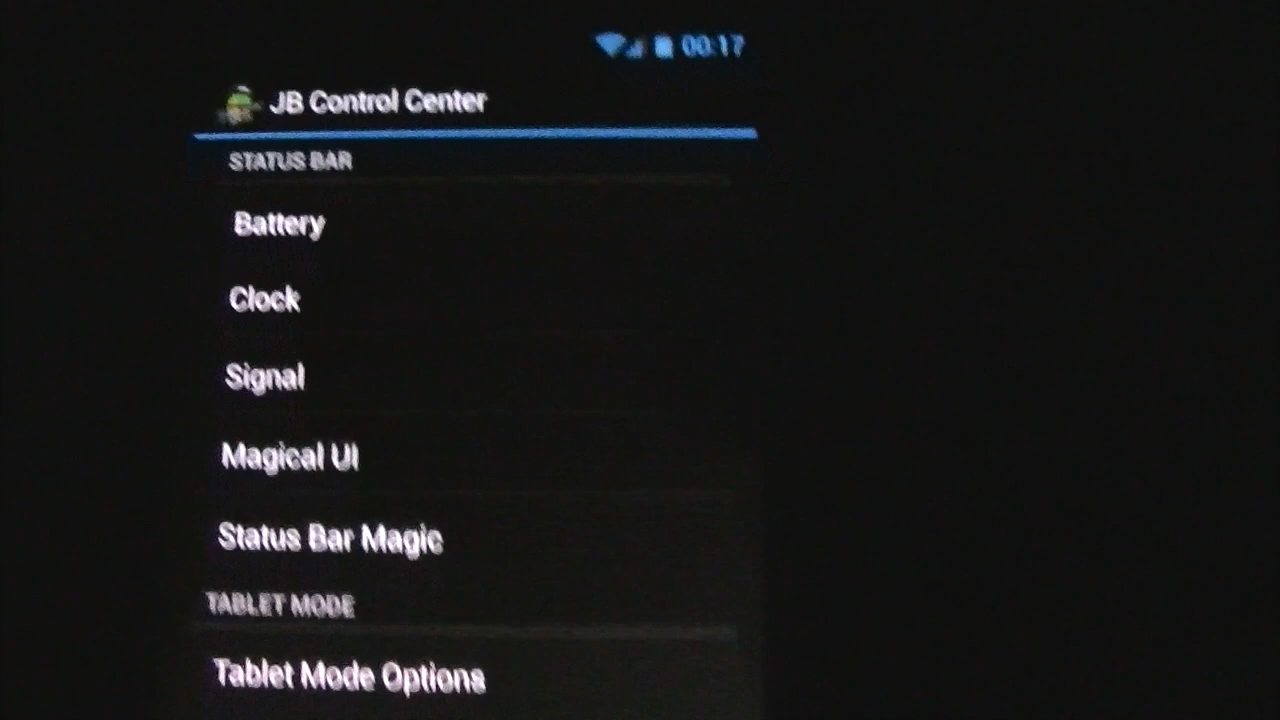 00:17
JB Control Center
STATUS BAR
Battery
Clock
Signal
Magical UI
Status Bar Magic
TABLET MODE
Tablet Mode Options